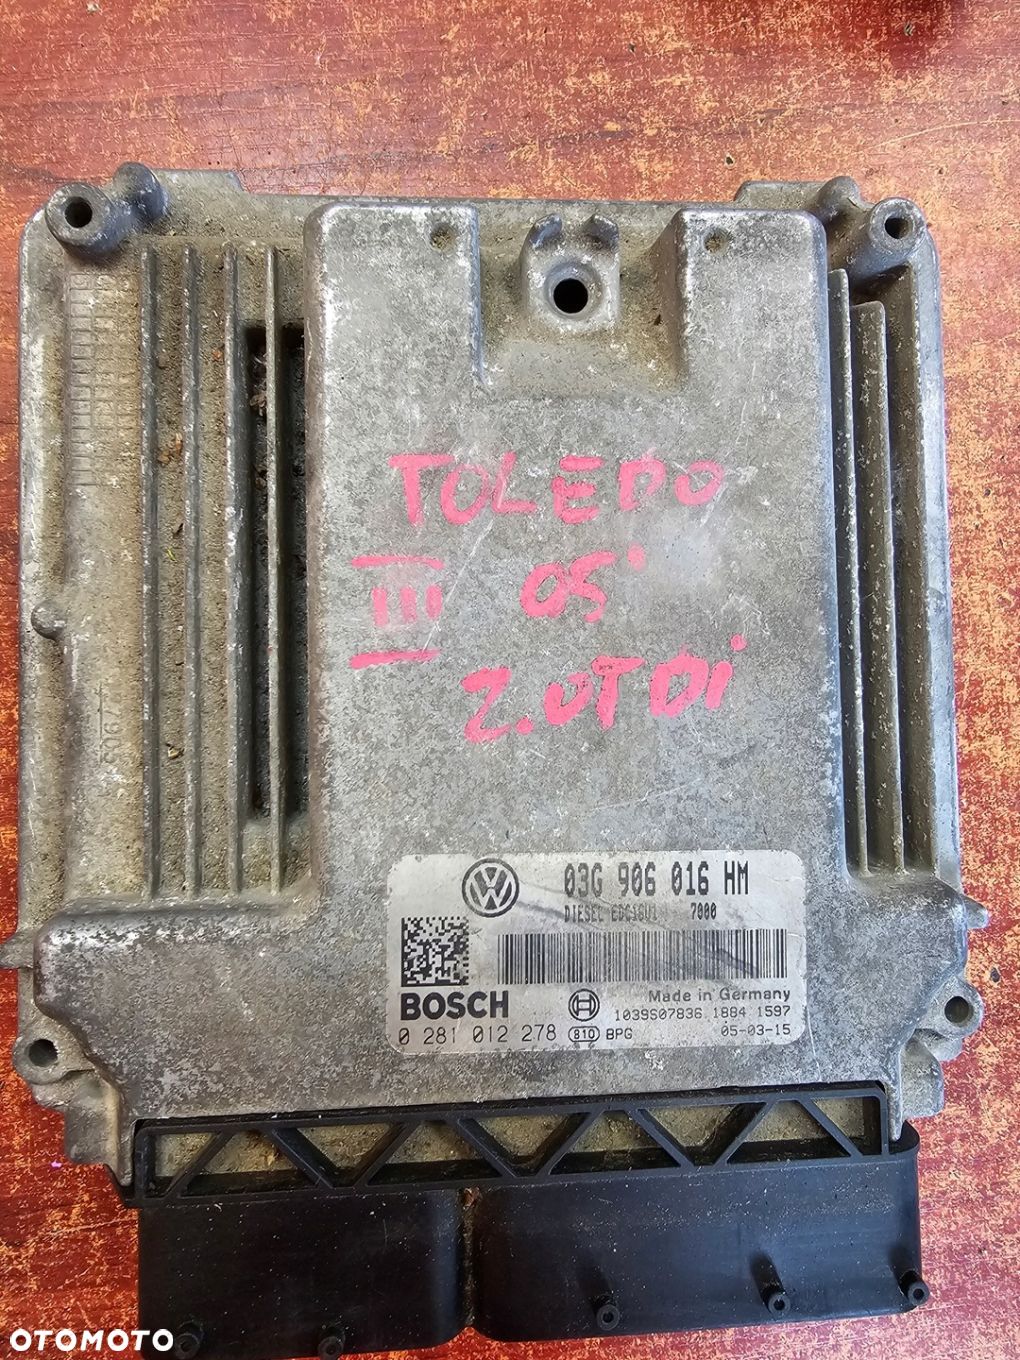 TOLEDO
III 05'
2.0TDi
03G 906 016 HM
DIESEL EDC16U1 7000
BOSCH
Made in Germany
1039S07836 1884 1597
0 281 012 278 810 BPG 05-03-15
OTOMOTO